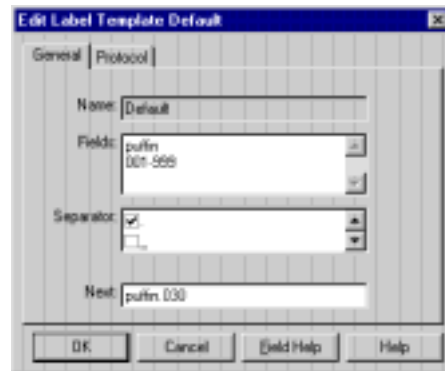 Edit Label Template Default
General Protocol
Name: Default
Fields: puffin
001-999
Separator: .
Next: puffin.030
OK Cancel Field Help Help